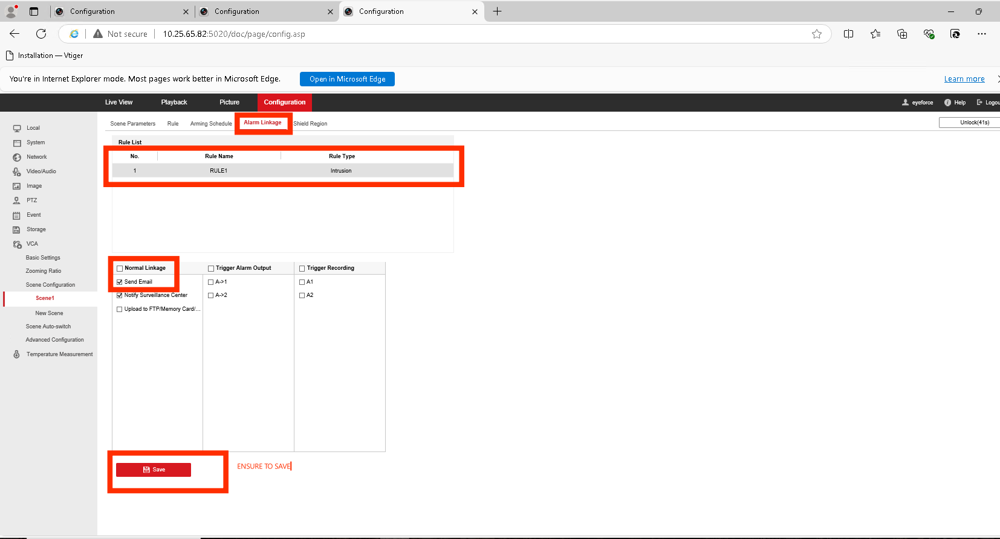 Configuration
Configuration
Configuration
Not secure
10.25.65.82:5020/doc/page/config.asp
Installation — Vtiger
You're in Internet Explorer mode. Most pages work better in Microsoft Edge.
Open in Microsoft Edge
Learn more
Live View
Playback
Picture
Configuration
eyeforce
Help
Logou
Local
System
Network
Video/Audio
Image
PTZ
Event
Storage
VCA
Basic Settings
Zooming Ratio
Scene Configuration
Scene1
New Scene
Scene Auto-switch
Advanced Configuration
Temperature Measurement
Scene Parameters
Rule
Arming Schedule
Alarm Linkage
Shield Region
Unlock(41s)
Rule List
No. Rule Name Rule Type
1 RULE1 Intrusion
Normal Linkage Trigger Alarm Output Trigger Recording
Send Email A->1 A1
Notify Surveillance Center A->2 A2
Upload to FTP/Memory Card/...
Save
ENSURE TO SAVE